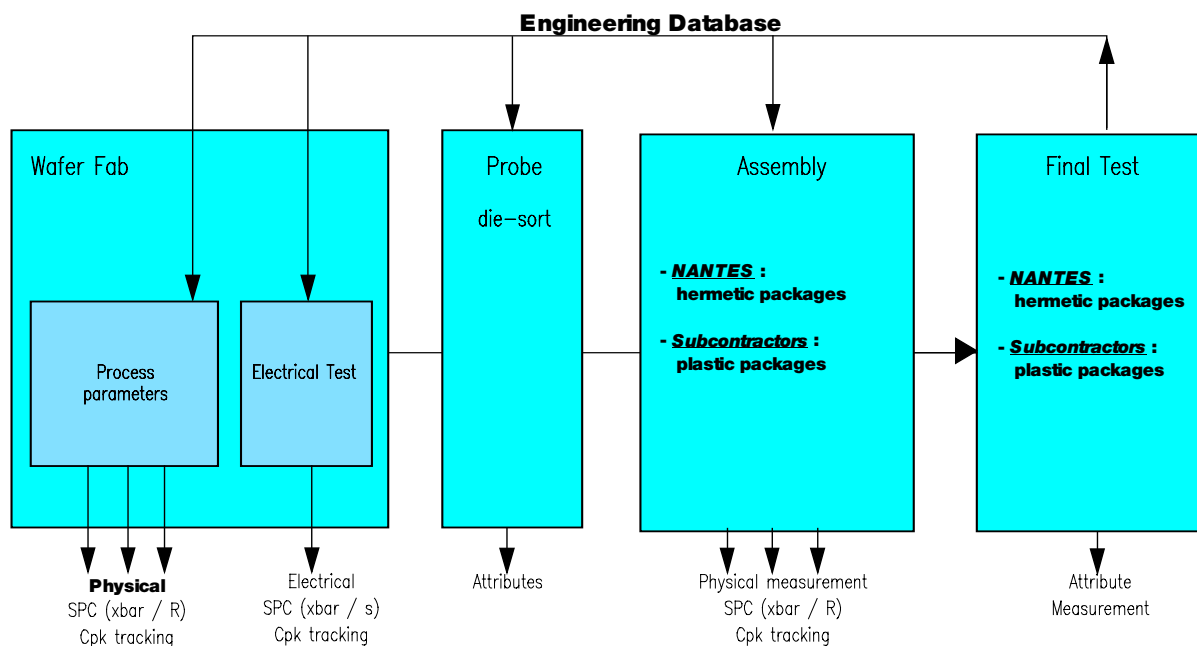 Engineering Database
Wafer Fab
Process
parameters
Electrical Test
Probe
die-sort
Assembly
- NANTES :
hermetic packages
- Subcontractors :
plastic packages
Final Test
- NANTES :
hermetic packages
- Subcontractors :
plastic packages
Physical
SPC (xbar / R)
Cpk tracking
Electrical
SPC (xbar / s)
Cpk tracking
Attributes
Physical measurement
SPC (xbar / R)
Cpk tracking
Attribute
Measurement